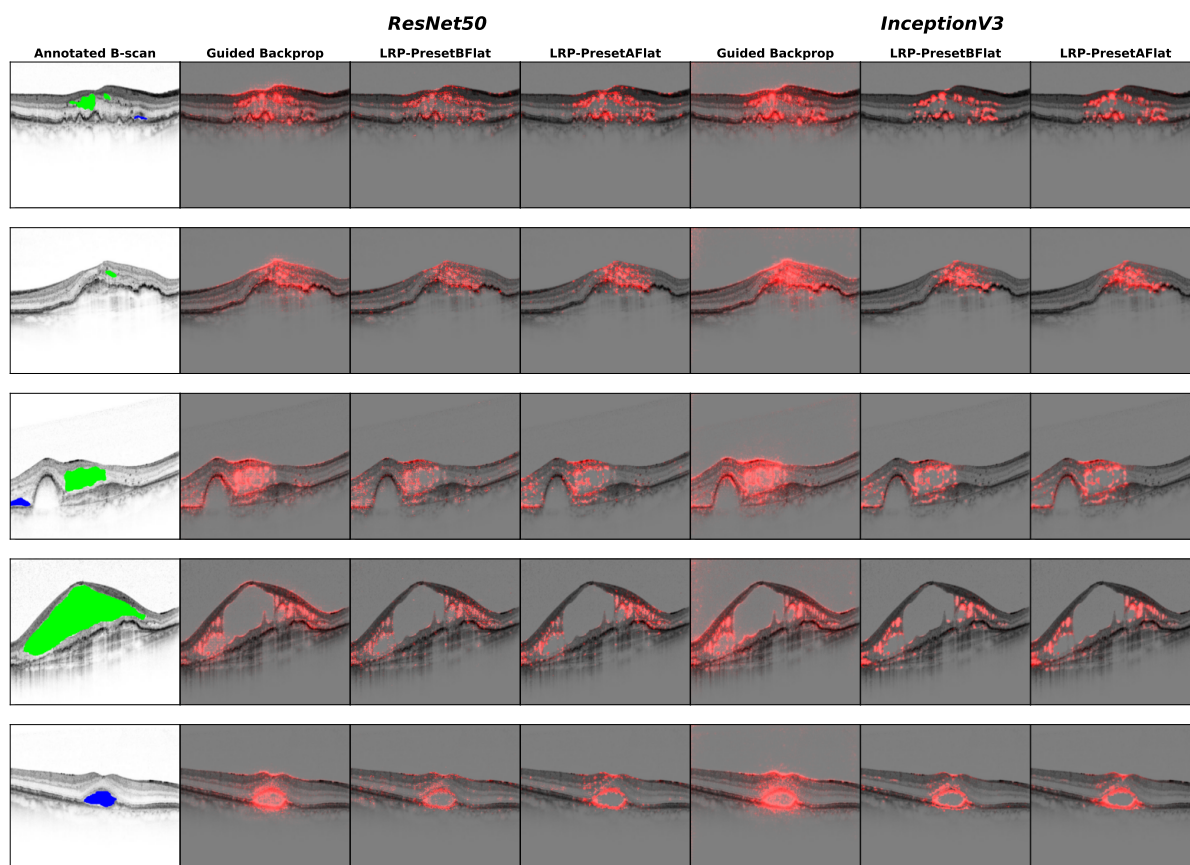 ResNet50 InceptionV3
Annotated B-scan Guided Backprop LRP-PresetBFlat LRP-PresetAFlat Guided Backprop LRP-PresetBFlat LRP-PresetAFlat